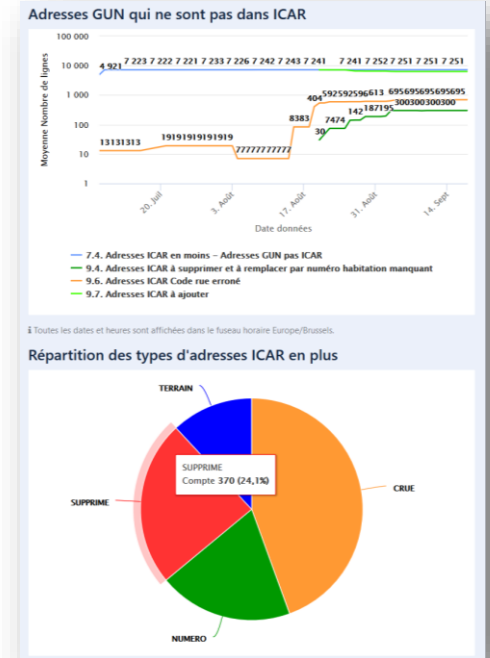 Adresses GUN qui ne sont pas dans ICAR
100 000
4 921 7 223 7 222 7 221 7 233 7 226 7 242 7 243 7 241 7 241 7 252 7 251 7 251 7 251
10 000
404 592592596 613 695695695695695
1 000
30 7474 142 187195 300300300300
8383
100
13131313 191919191919 77777777777
10
1
Moyenne Nombre de lignes
20. Juil 3. Août 17. Août 31. Août 14. Sept
Date données
7.4. Adresses ICAR en moins – Adresses GUN pas ICAR
9.4. Adresses ICAR à supprimer et à remplacer par numéro habitation manquant
9.6. Adresses ICAR Code rue erroné
9.7. Adresses ICAR à ajouter
Toutes les dates et heures sont affichées dans le fuseau horaire Europe/Brussels.
Répartition des types d'adresses ICAR en plus
TERRAIN
SUPPRIME
Compte 370 (24,1%)
CRUE
SUPPRIME
NUMERO